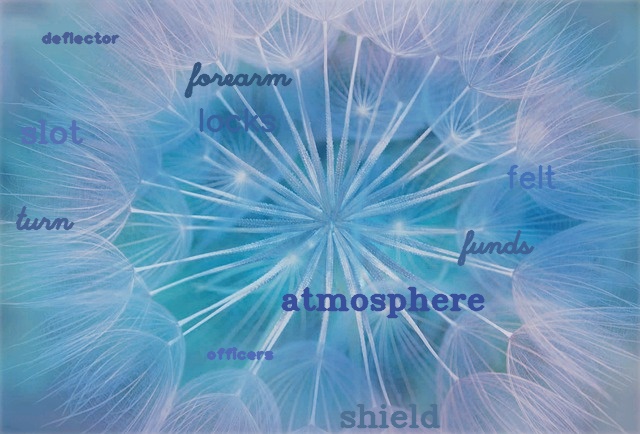 deflector
forearm
locks
slot
felt
turn
funds
atmosphere
officers
shield